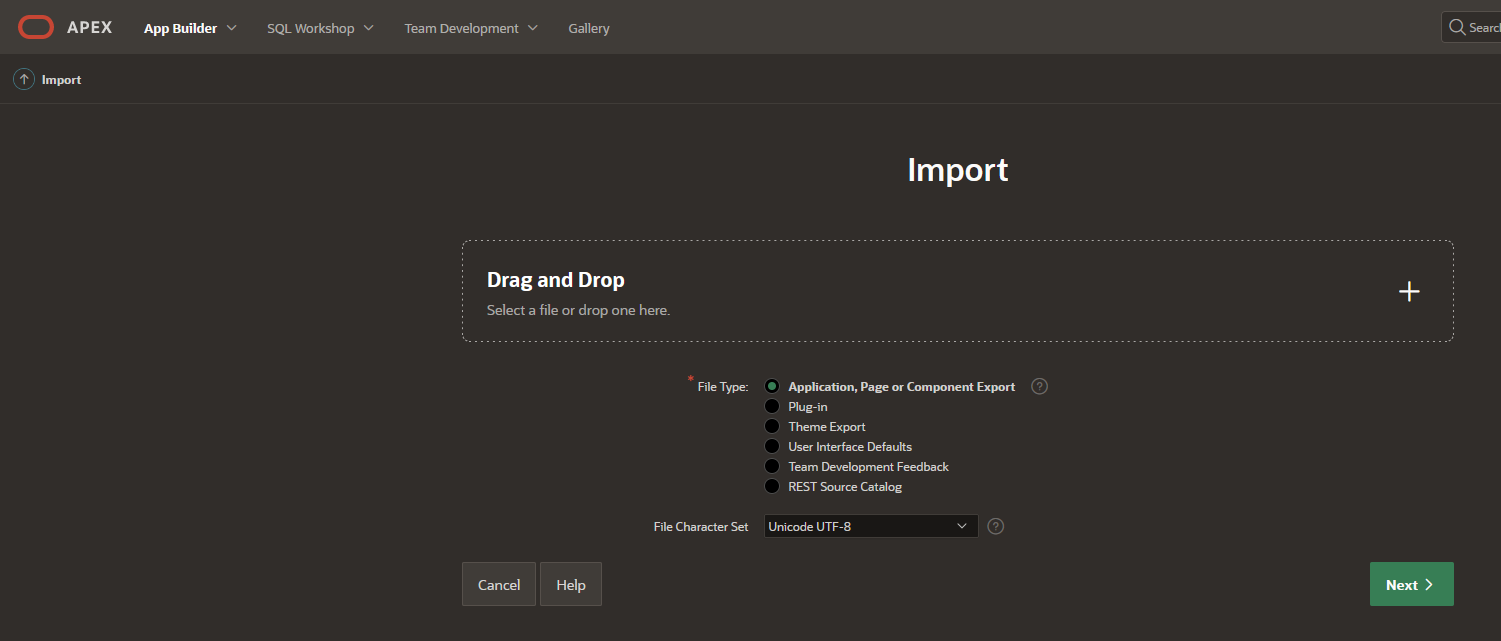 APEX App Builder SQL Workshop Team Development Gallery Search
Import
Import
Drag and Drop
Select a file or drop one here.
* File Type: Application, Page or Component Export ?
Plug-in
Theme Export
User Interface Defaults
Team Development Feedback
REST Source Catalog
File Character Set Unicode UTF-8 ?
Cancel Help Next